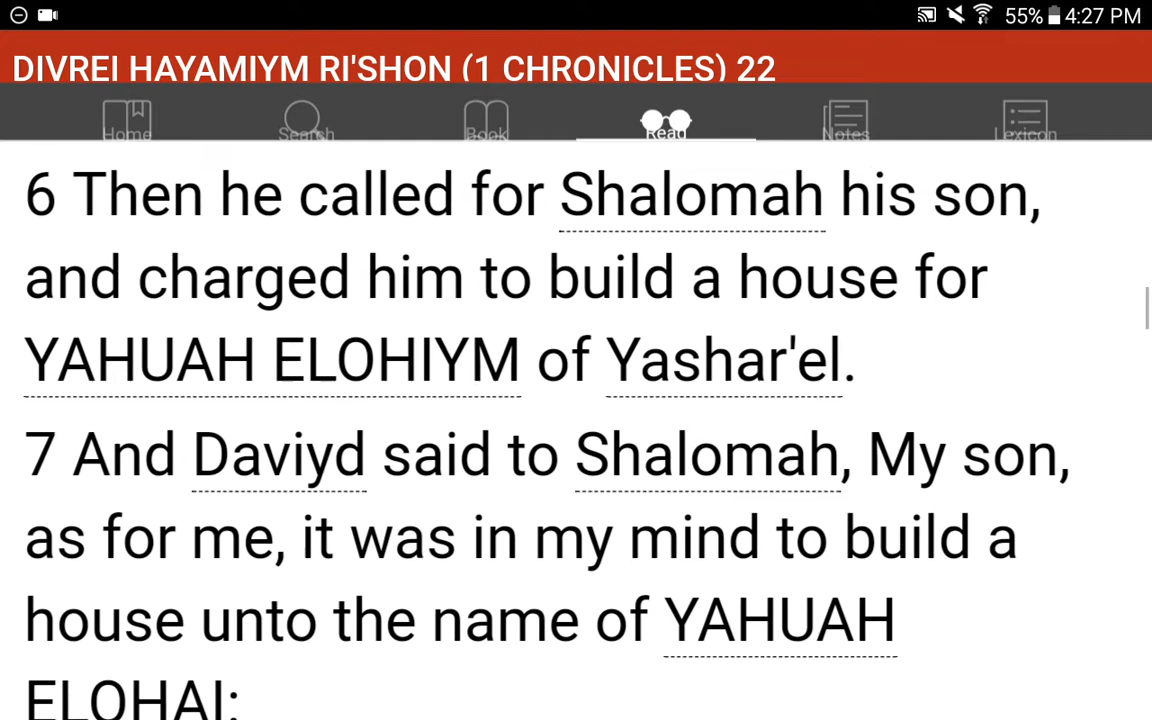 55% 4:27 PM
DIVREI HAYAMIYM RI'SHON (1 CHRONICLES) 22
Home Search Book Read Notes Lexicon
6 Then he called for Shalomah his son,
and charged him to build a house for
YAHUAH ELOHIYM of Yashar'el.
7 And Daviyd said to Shalomah, My son,
as for me, it was in my mind to build a
house unto the name of YAHUAH
ELOHAI: